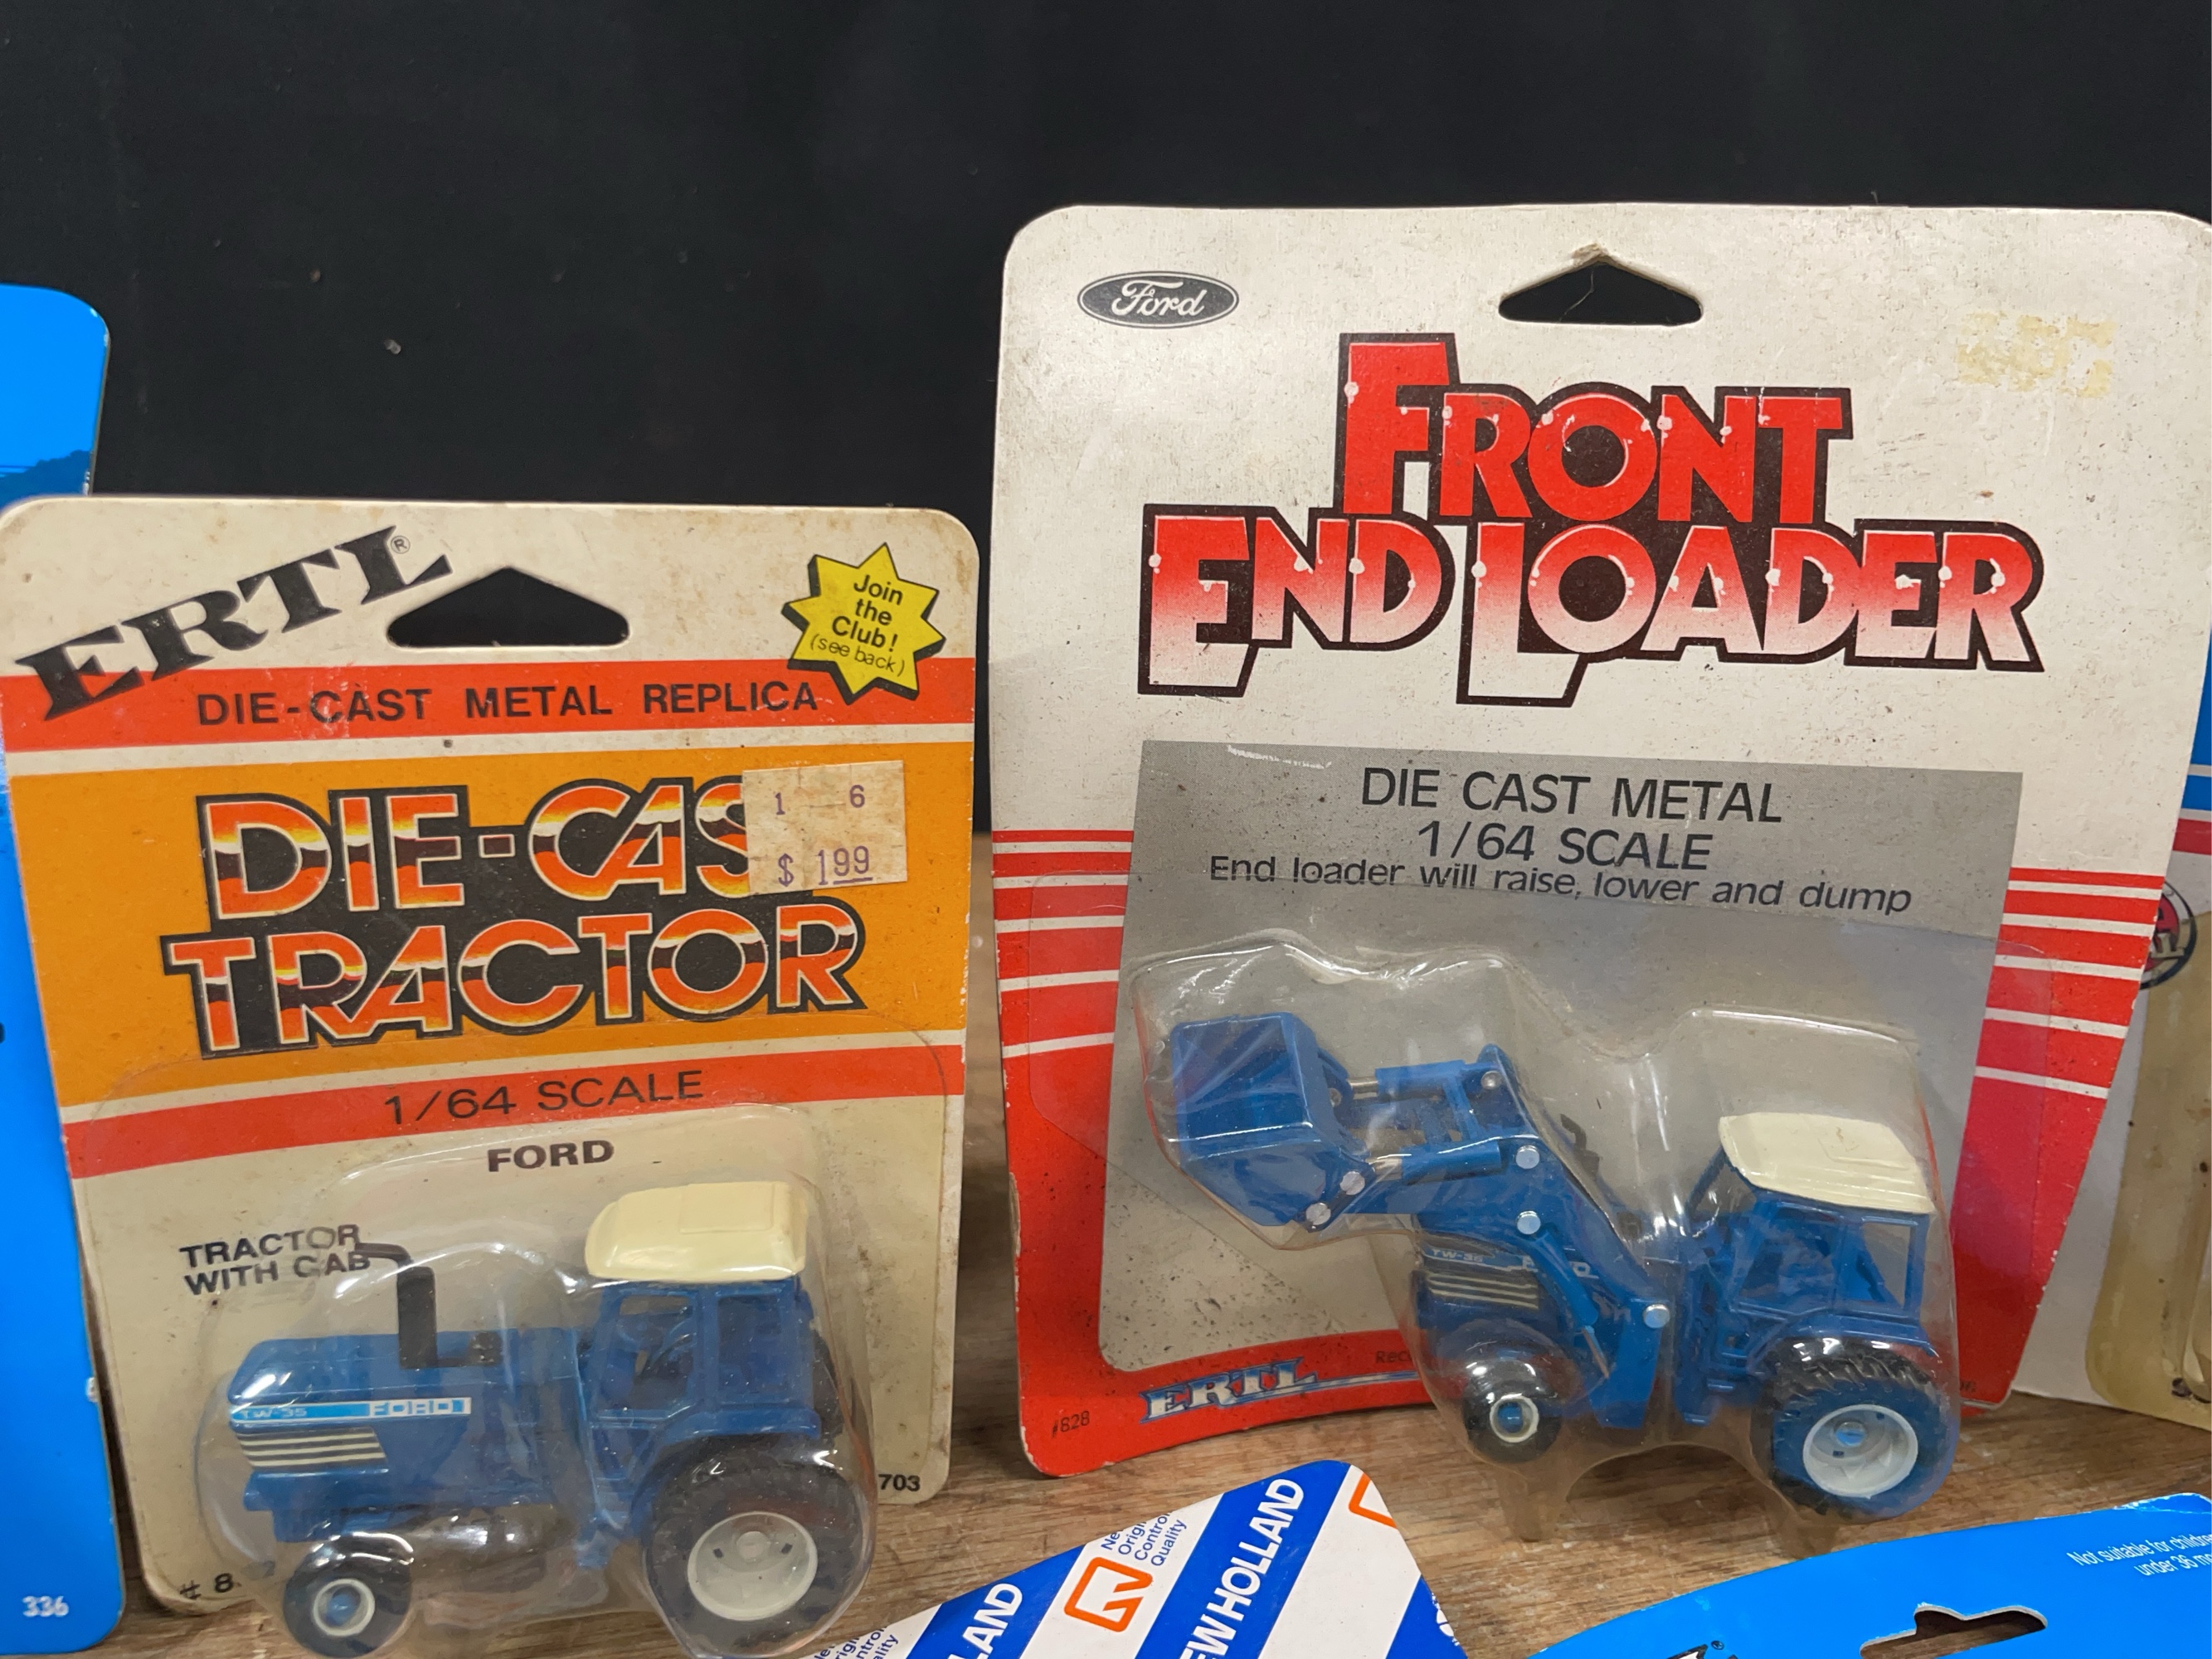 ERTL®
Join
the
Club!
(see back)
DIE-CAST METAL REPLICA
DIE-CAS
1 6
$ 199
TRACTOR
1/64 SCALE
FORD
TRACTOR
WITH CAB
TW-35 FORD
703
# 8
336
Ford
FRONT
END LOADER
DIE CAST METAL
1/64 SCALE
End loader will raise, lower and dump
TW-35
ERTL
#828
NEW HOLLAND
Quality
Not suitable for children
under 36